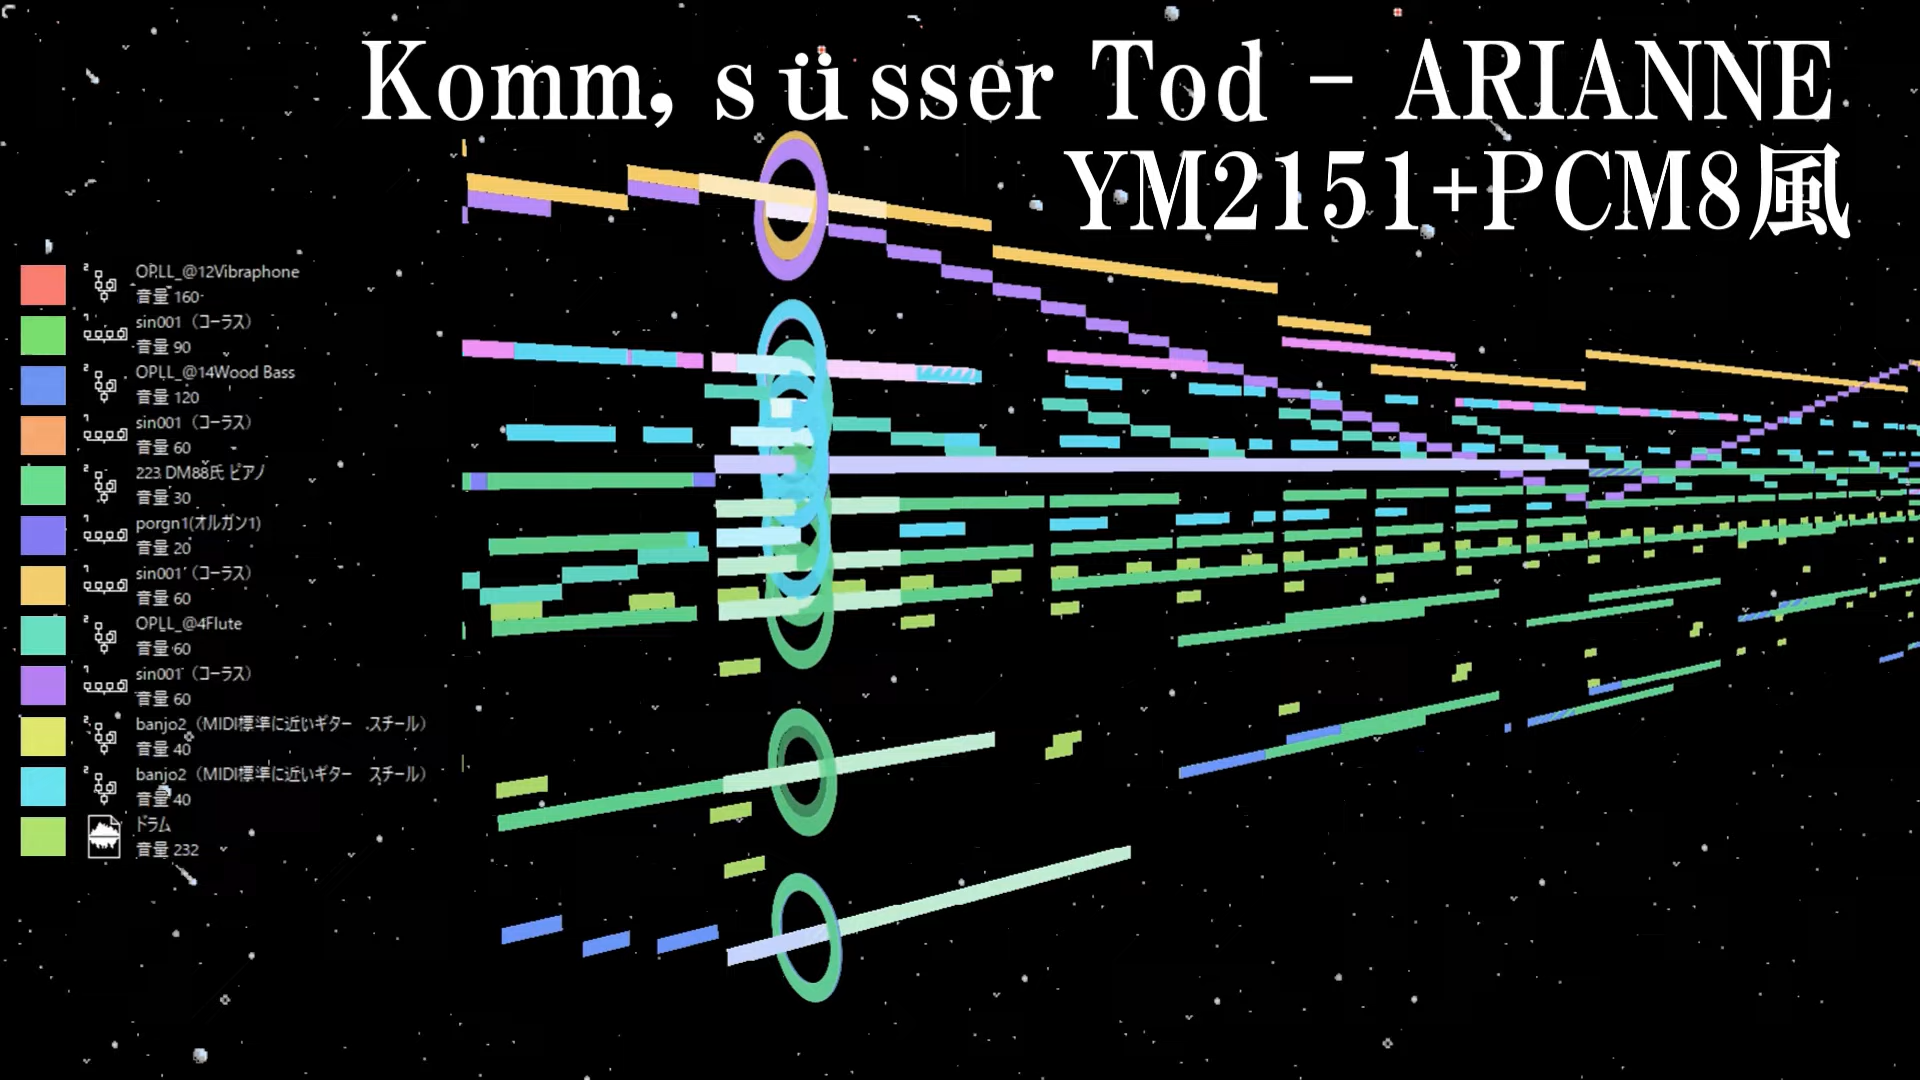 Komm, süsser Tod - ARIANNE
YM2151+PCM8風
OPLL_@12Vibraphone
音量 160
sin001（コーラス）
音量 90
OPLL_@14Wood Bass
音量 120
sin001（コーラス）
音量 60
223 DM88氏 ピアノ
音量 30
porgn1(オルガン1)
音量 20
sin001（コーラス）
音量 60
OPLL_@4Flute
音量 60
sin001（コーラス）
音量 60
banjo2（MIDI標準に近いギター　スチール）
音量 40
banjo2（MIDI標準に近いギター　スチール）
音量 40
ドラム
音量 232